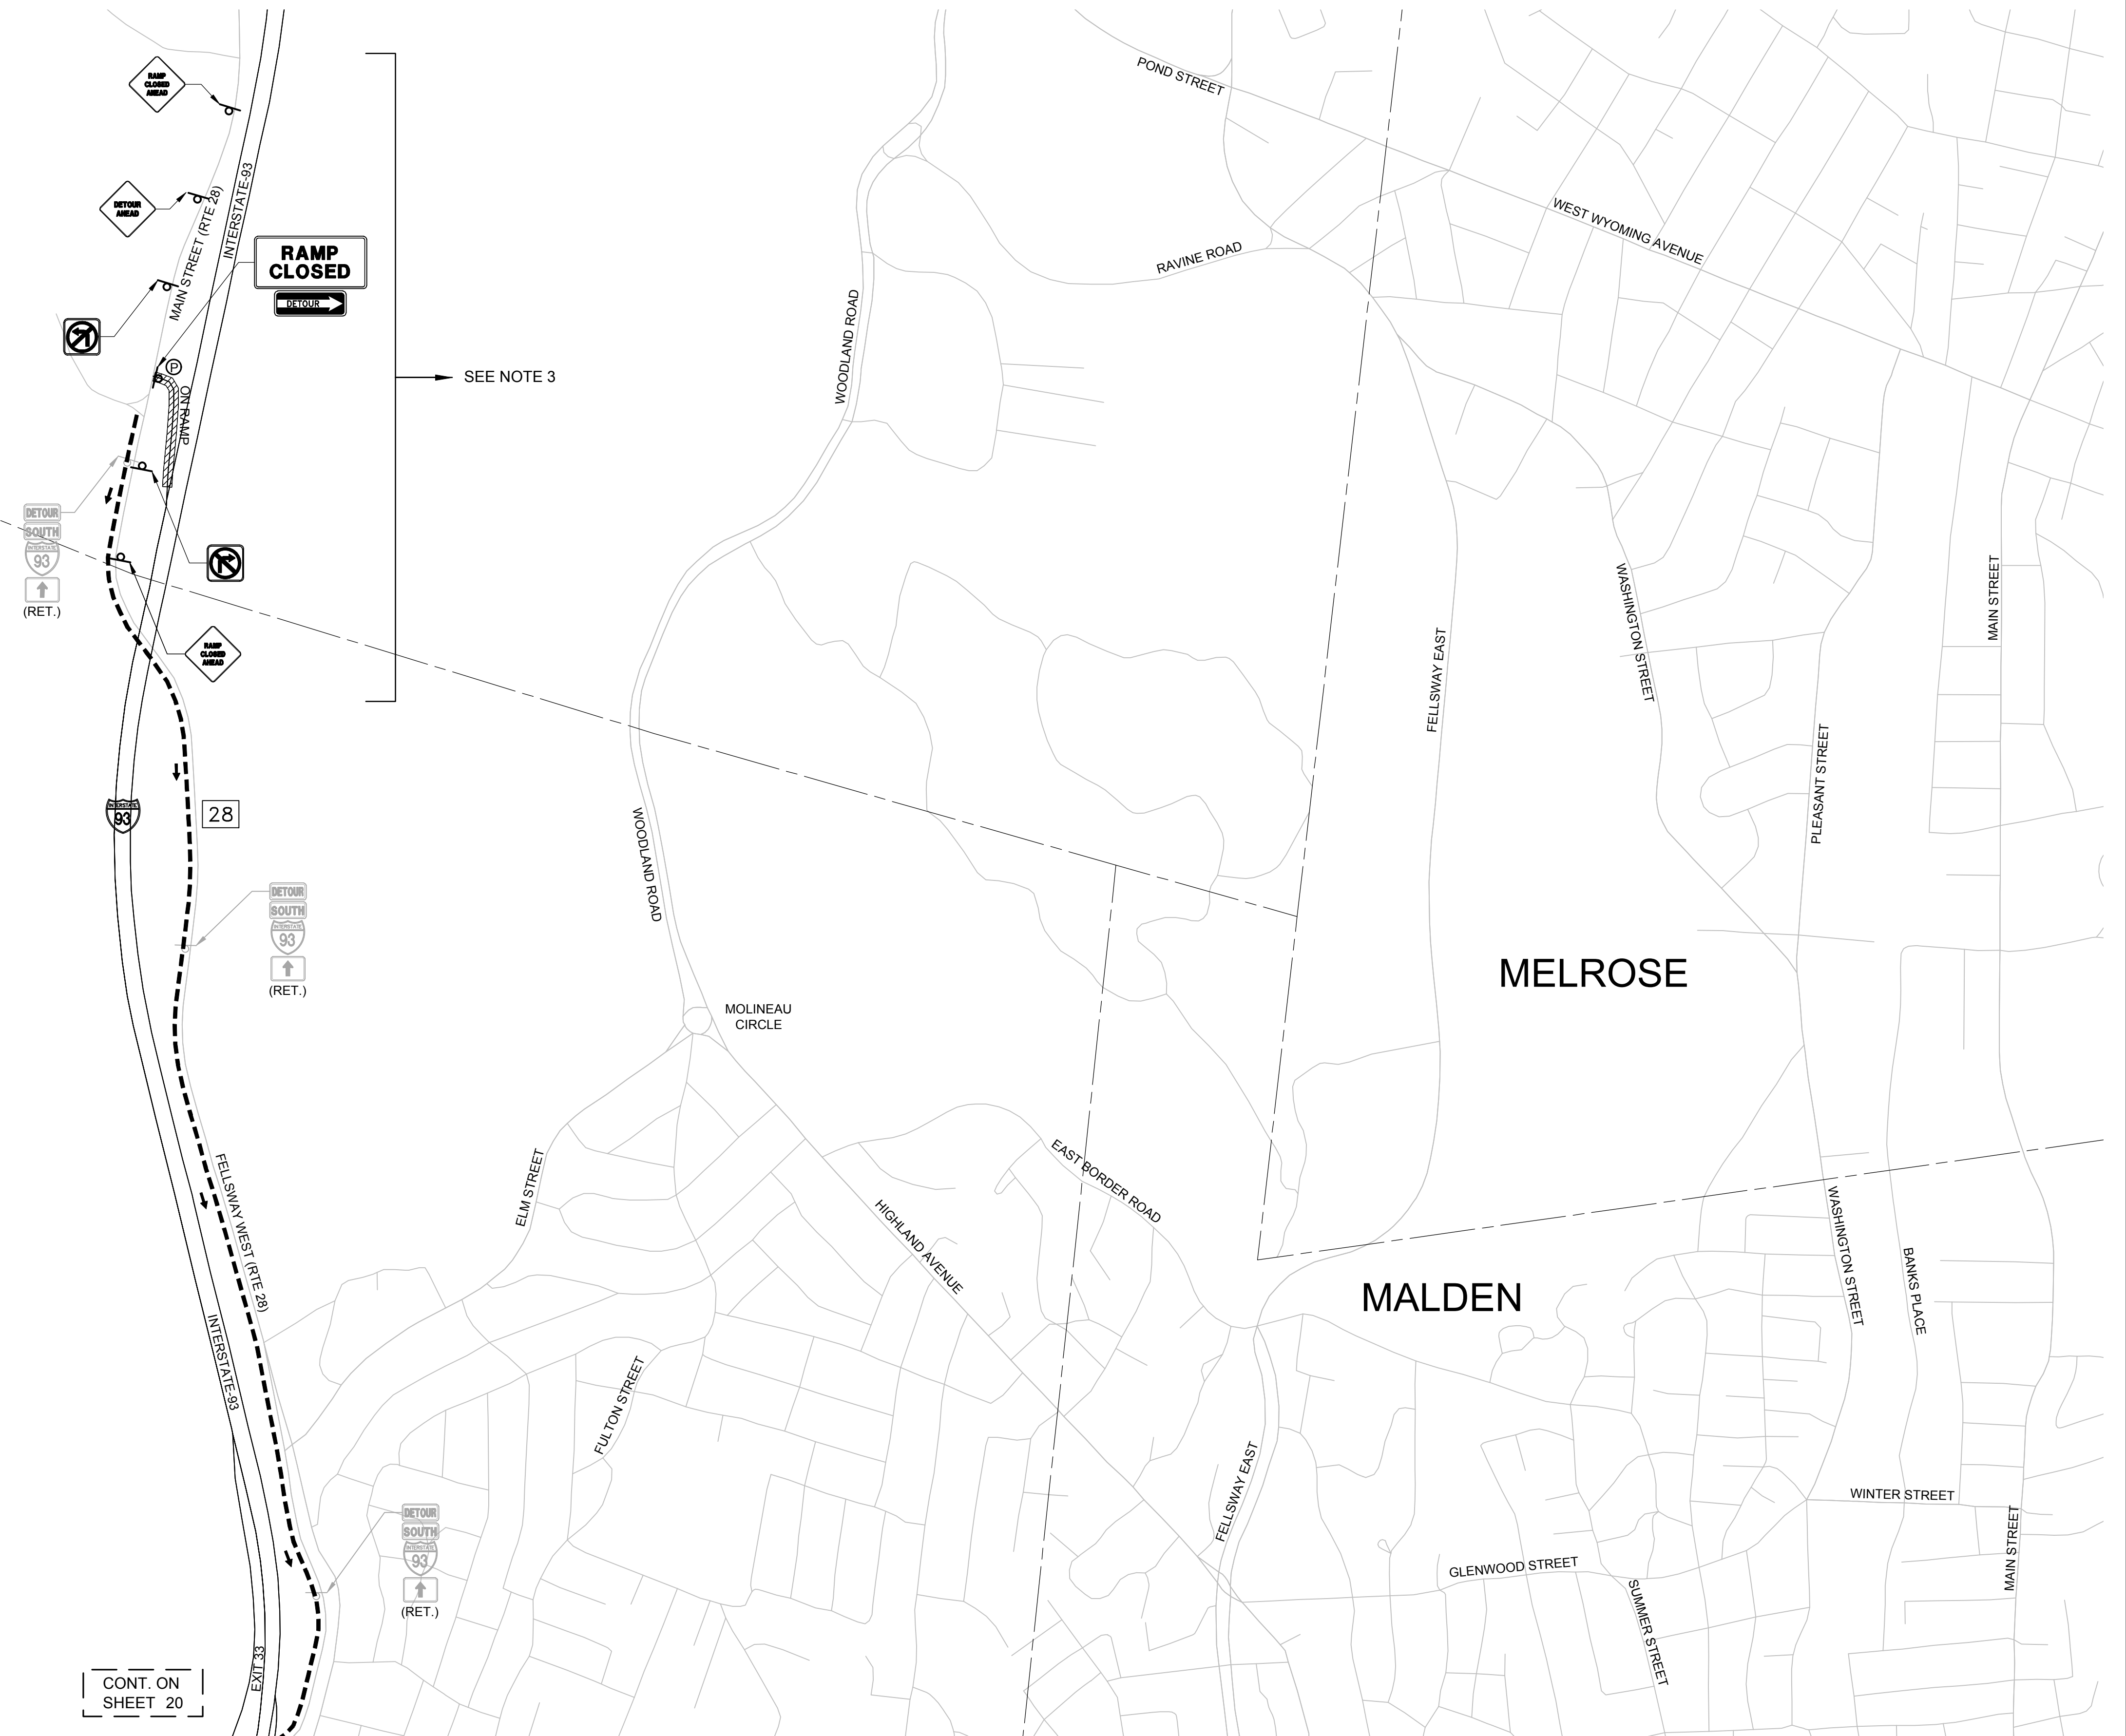 RAMP
CLOSED
AHEAD
DETOUR
AHEAD
MAIN STREET (RTE 28)
INTERSTATE-93
RAMP
CLOSED
DETOUR
P
ON RAMP
SEE NOTE 3
DETOUR
SOUTH
INTERSTATE
93
(RET.)
RAMP
CLOSED
AHEAD
INTERSTATE
93
28
DETOUR
SOUTH
INTERSTATE
93
(RET.)
FELLSWAY WEST (RTE 28)
INTERSTATE-93
DETOUR
SOUTH
INTERSTATE
93
(RET.)
EXIT 33
CONT. ON
SHEET 20
POND STREET
WEST WYOMING AVENUE
RAVINE ROAD
WOODLAND ROAD
FELLSWAY EAST
WASHINGTON STREET
MAIN STREET
PLEASANT STREET
WOODLAND ROAD
MELROSE
MOLINEAU
CIRCLE
ELM STREET
EAST BORDER ROAD
HIGHLAND AVENUE
MALDEN
WASHINGTON STREET
BANKS PLACE
FULTON STREET
FELLSWAY EAST
WINTER STREET
MAIN STREET
GLENWOOD STREET
SUMMER STREET